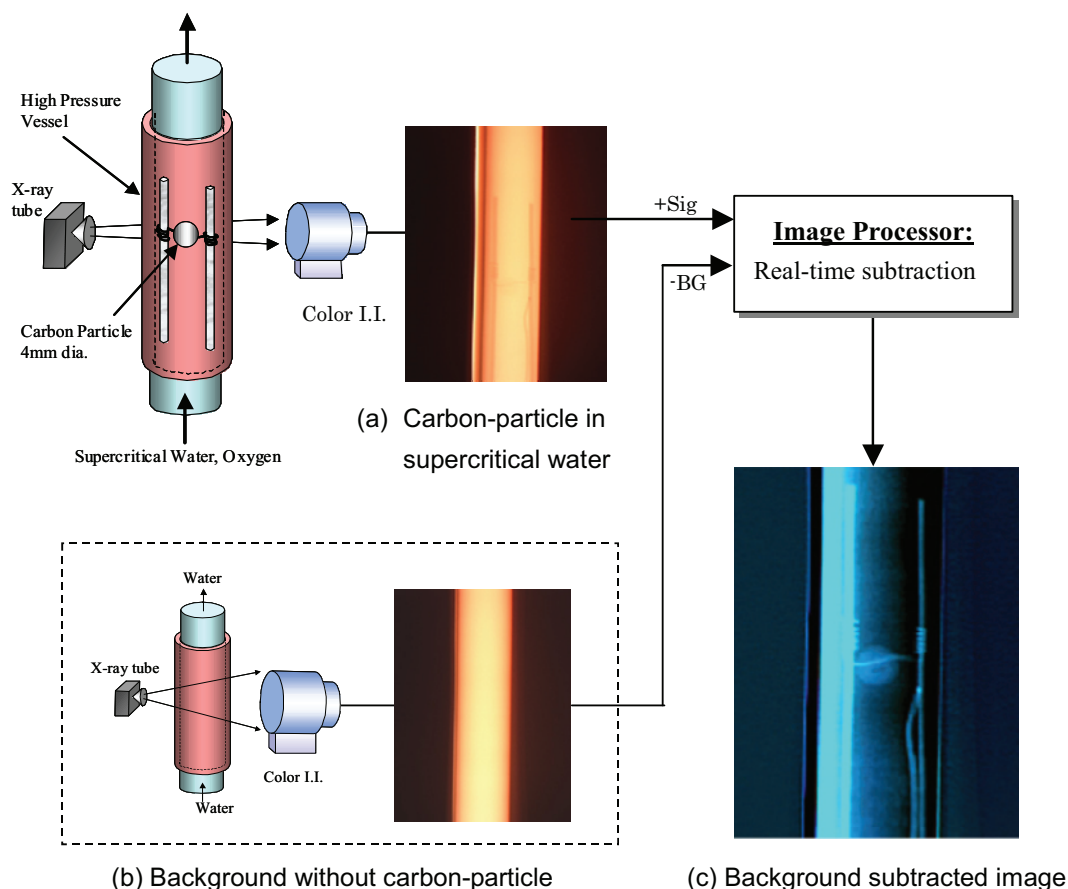 High Pressure
Vessel
X-ray
tube
Carbon Particle
4mm dia.
Supercritical Water, Oxygen
Color I.I.
(a) Carbon-particle in
supercritical water
+Sig
-BG
Image Processor:
Real-time subtraction
Water
X-ray tube
Color I.I.
Water
(b) Background without carbon-particle
(c) Background subtracted image